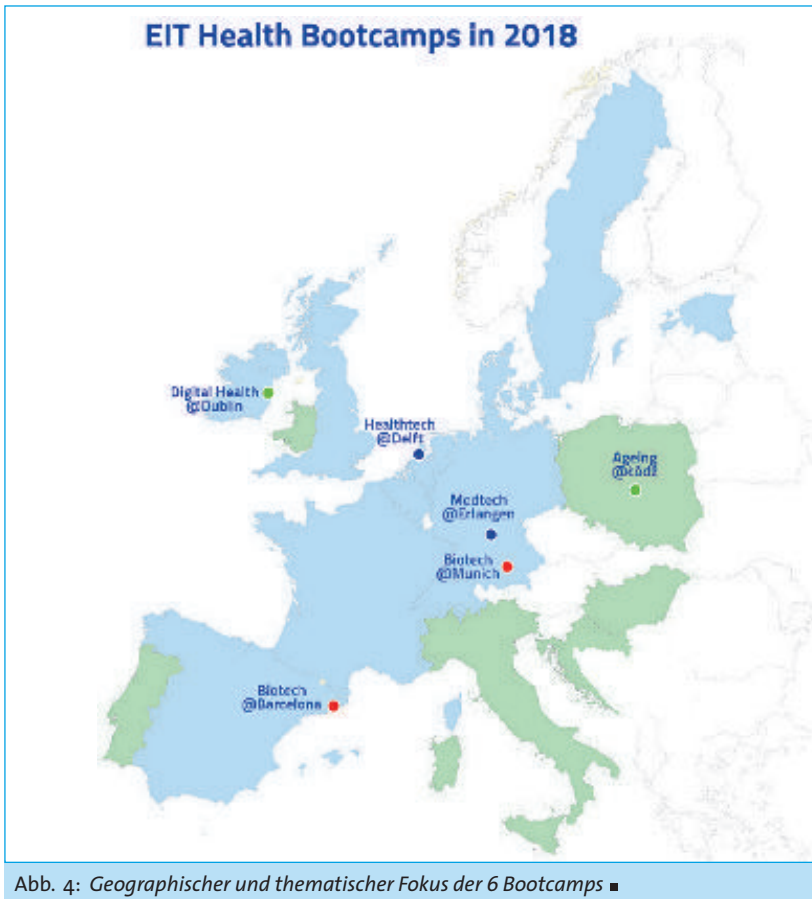 EIT Health Bootcamps in 2018
Digital Health
@Dublin
Healthtech
@Delft
Ageing
@Łódź
Medtech
@Erlangen
Biotech
@Munich
Biotech
@Barcelona
Abb. 4: Geographischer und thematischer Fokus der 6 Bootcamps ■